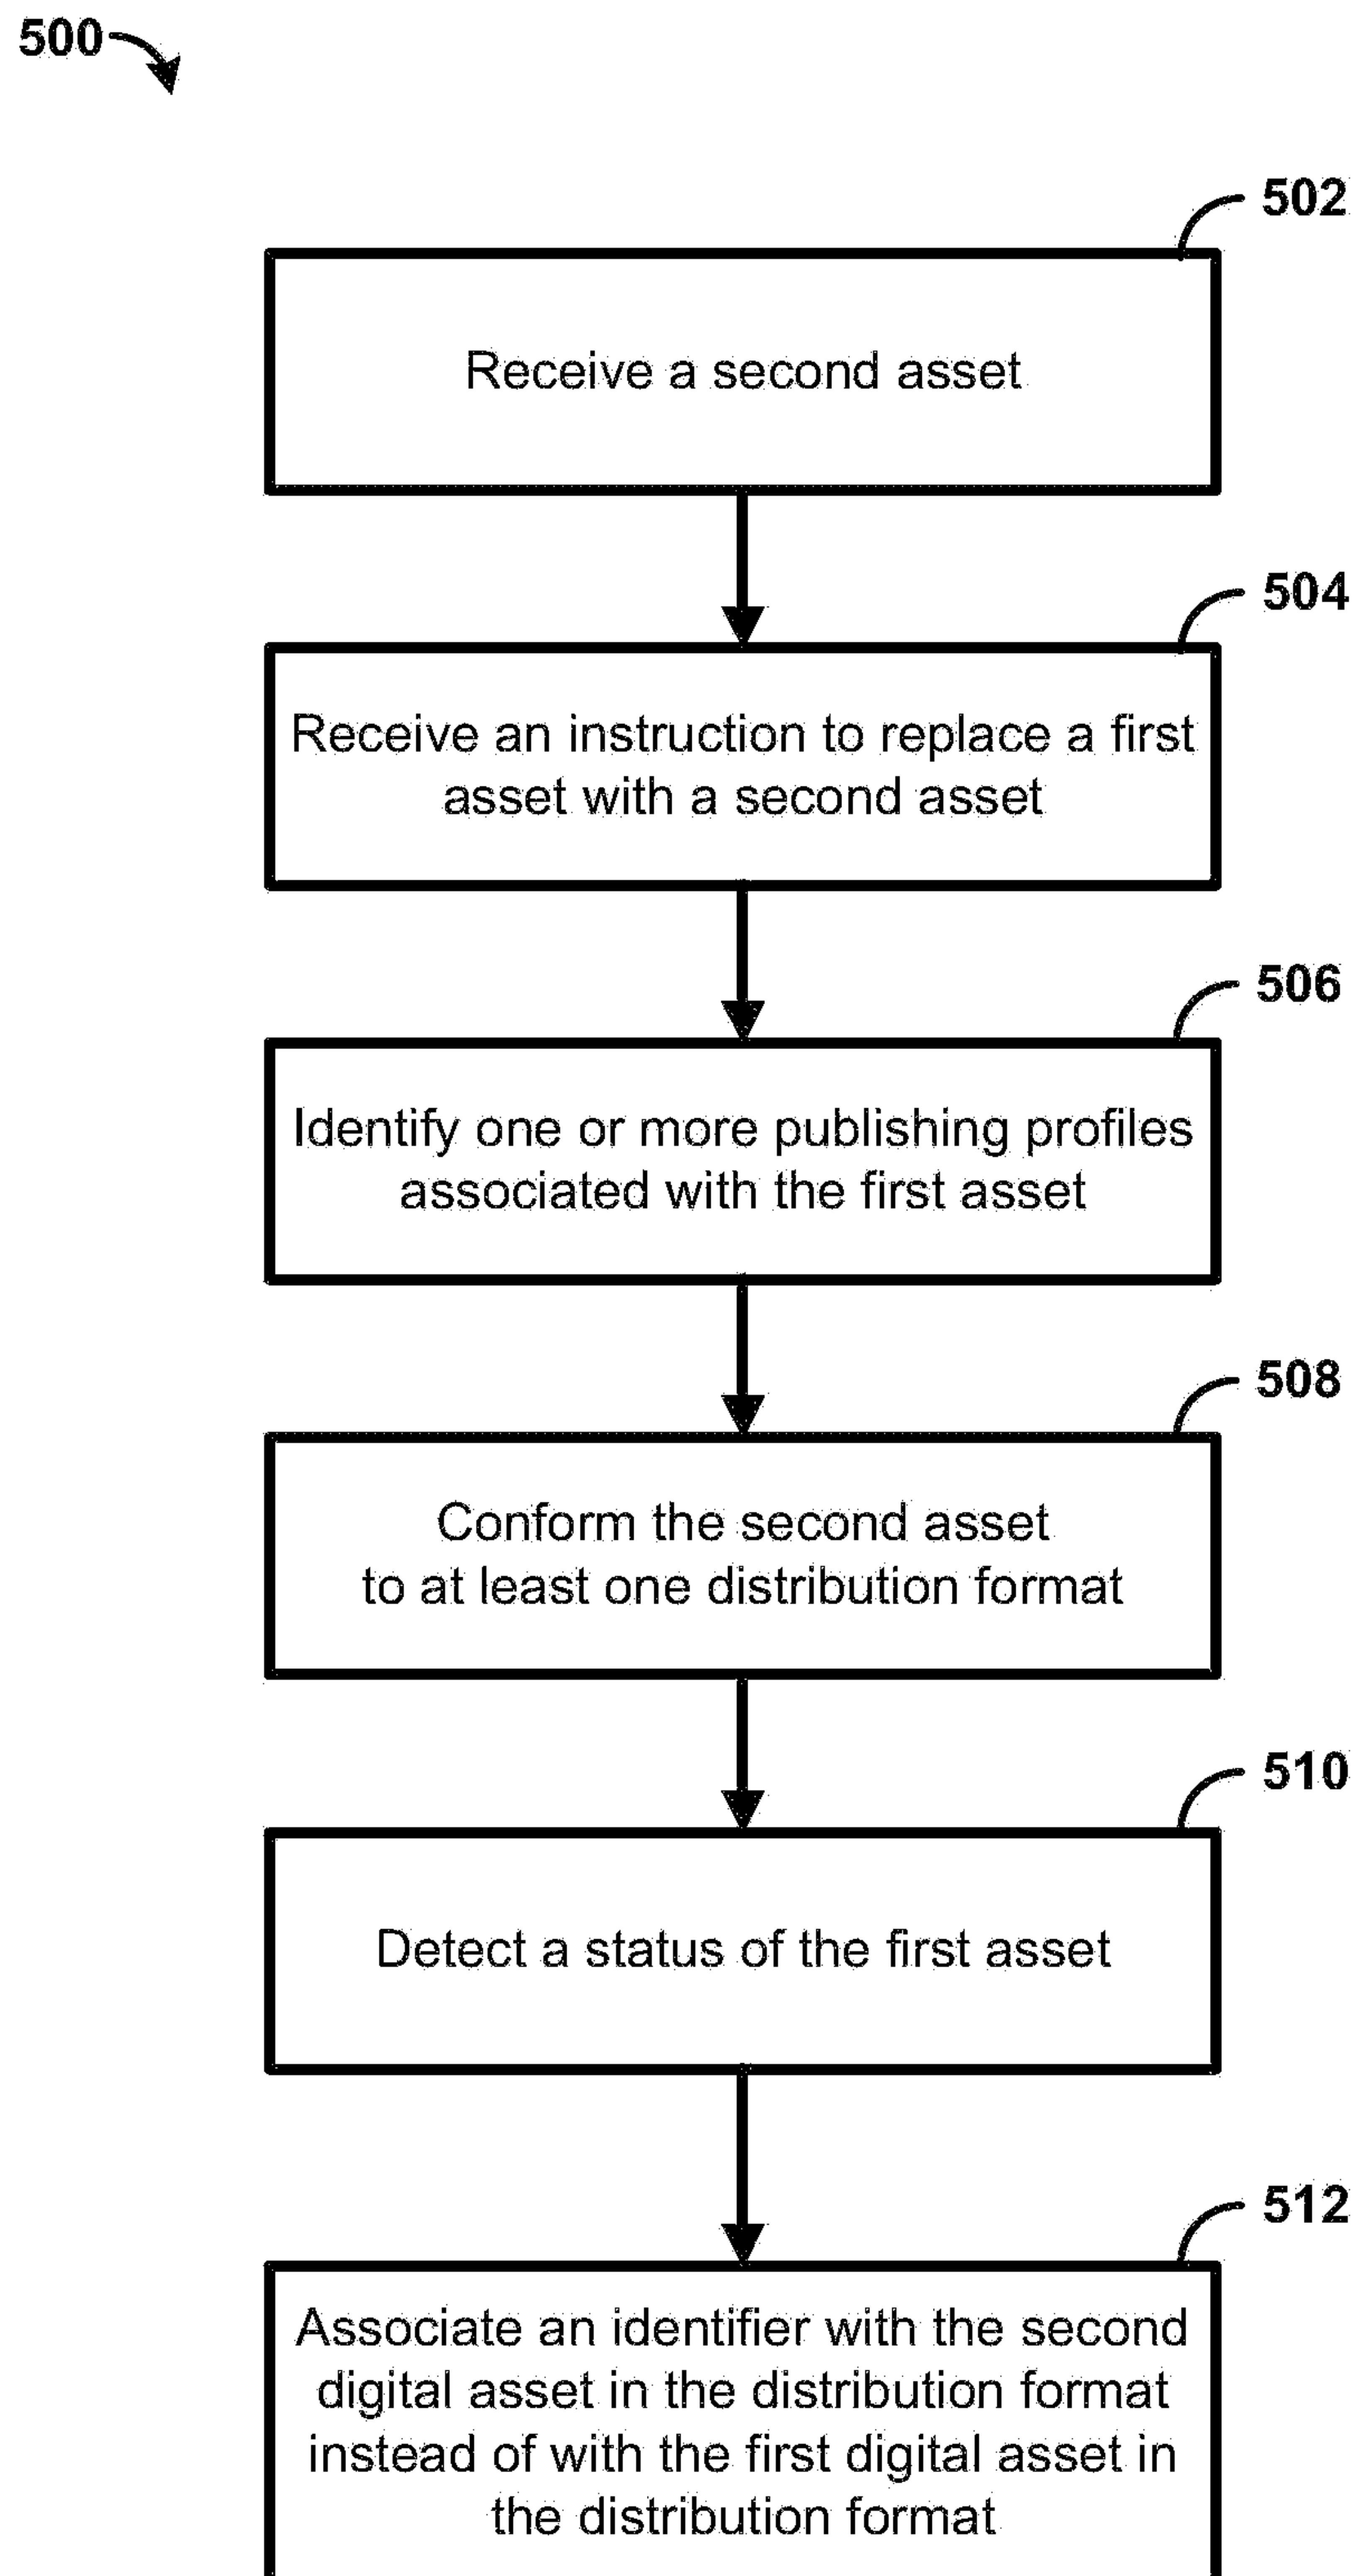 500
502
Receive a second asset
504
Receive an instruction to replace a first
asset with a second asset
506
Identify one or more publishing profiles
associated with the first asset
508
Conform the second asset
to at least one distribution format
510
Detect a status of the first asset
512
Associate an identifier with the second
digital asset in the distribution format
instead of with the first digital asset in
the distribution format